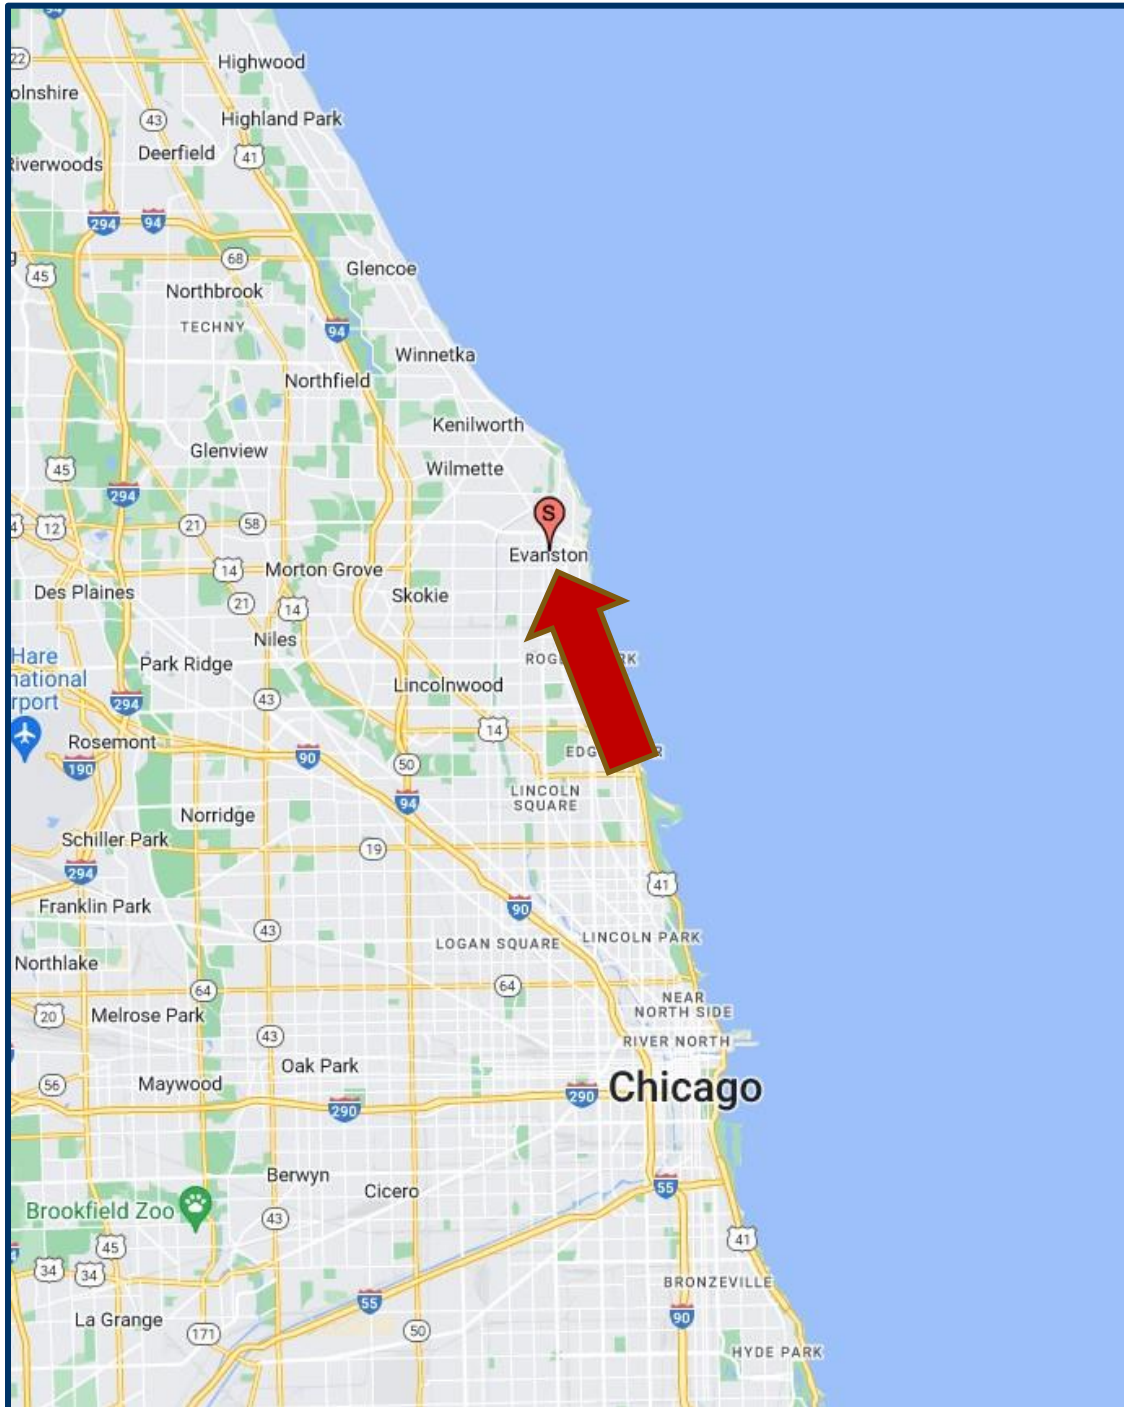 94
Highwood
22
olnshire
43
Highland Park
Deerfield
41
Riverwoods
294
94
68
45
Glencoe
Northbrook
TECHNY
94
Winnetka
Northfield
Kenilworth
Glenview
Wilmette
45
294
S
21
58
12
Evanston
14
Morton Grove
Des Plaines
Skokie
21
14
Niles
Hare
national
rport
Park Ridge
Lincolnwood
294
43
14
Rosemont
190
90
50
LINCOLN
SQUARE
94
Norridge
Schiller Park
19
294
41
Franklin Park
90
43
LOGAN SQUARE
LINCOLN PARK
Northlake
64
64
NEAR
NORTH SIDE
20
Melrose Park
43
RIVER NORTH
Oak Park
56
Maywood
290
290
Chicago
Berwyn
Cicero
55
Brookfield Zoo
43
45
41
34
34
BRONZEVILLE
55
La Grange
171
50
90
HYDE PARK